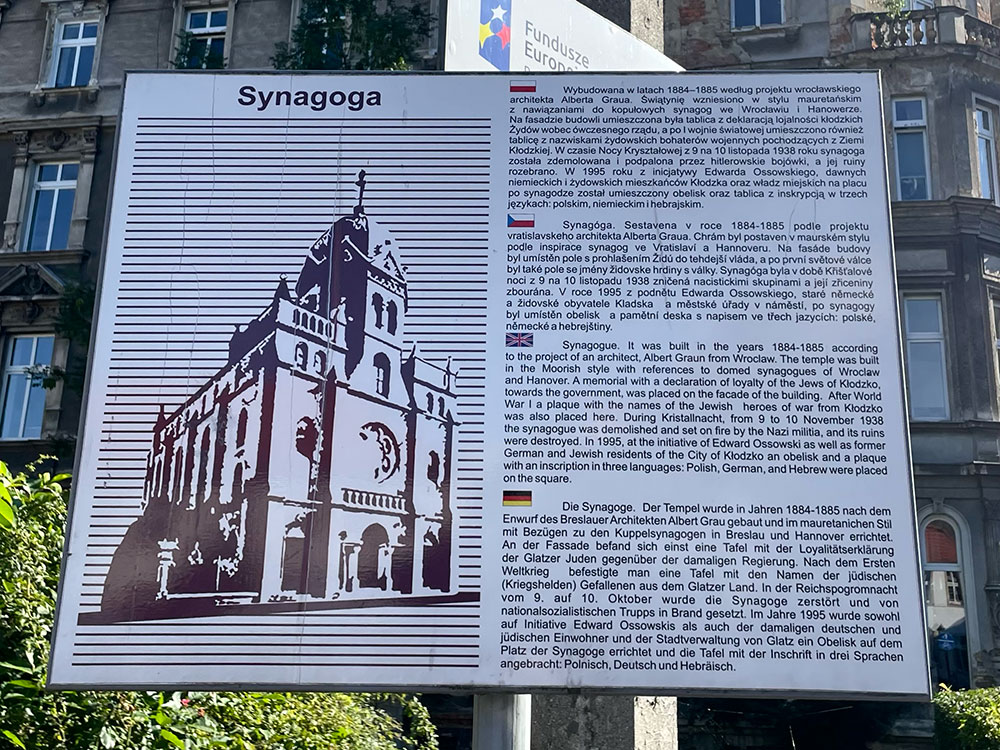 Fundusze
Europejskie
Synagoga
Wybudowana w latach 1884–1885 według projektu wrocławskiego
architekta Alberta Graua. Świątynię wzniesiono w stylu mauretańskim
z nawiązaniami do kopułowych synagog we Wrocławiu i Hanowerze.
Na fasadzie budowli umieszczona była tablica z deklaracją lojalności kłodzkich
Żydów wobec ówczesnego rządu, a po I wojnie światowej umieszczono również
tablicę z nazwiskami żydowskich bohaterów wojennych pochodzących z Ziemi
Kłodzkiej. W czasie Nocy Kryształowej z 9 na 10 listopada 1938 roku synagoga
została zdemolowana i podpalona przez hitlerowskie bojówki, a jej ruiny
rozebrano. W 1995 roku z inicjatywy Edwarda Ossowskiego, dawnych
niemieckich i żydowskich mieszkańców Kłodzka oraz władz miejskich na placu
po synagodze został umieszczony obelisk oraz tablica z inskrypcją w trzech
językach: polskim, niemieckim i hebrajskim.
Synagóga. Sestavena v roce 1884-1885 podle projektu
vratislavskeho architekta Alberta Graua. Chrám byl postaven v maurském stylu
podle inspirace synagog ve Vratislaví a Hannoveru. Na fasáde budovy
byl umístěn pole s prohlašením Židú do tehdejší vláda, a po první světové válce
byl také pole se jmény židovske hrdiny s války. Synagóga byla v době Křišťalové
noci z 9 na 10 listopadu 1938 zničená nacistickími skupinami a její zřiceniny
zbourána. V roce 1995 z podnětu Edwarda Ossowskiego, staré německé
a židovské obyvatele Kladska a městské úřady v náměstí, po synagogy
byl umístěn obelisk a pamětní deska s napisem ve třech jazycích: polské,
německé a hebrejštiny.
Synagogue. It was built in the years 1884-1885 according
to the project of an architect, Albert Graun from Wrocław. The temple was built
in the Moorish style with references to domed synagogues of Wrocław
and Hanover. A memorial with a declaration of loyalty of the Jews of Kłodzko,
towards the government, was placed on the facade of the building. After World
War I a plaque with the names of the Jewish heroes of war from Kłodzko
was also placed here. During Kristallnacht, from 9 to 10 November 1938
the synagogue was demolished and set on fire by the Nazi militia, and its ruins
were destroyed. In 1995, at the initiative of Edward Ossowski as well as former
German and Jewish residents of the City of Kłodzko an obelisk and a plaque
with an inscription in three languages: Polish, German, and Hebrew were placed
on the square.
Die Synagoge. Der Tempel wurde in Jahren 1884-1885 nach dem
Enwurf des Breslauer Architekten Albert Grau gebaut und im mauretanichen Stil
mit Bezügen zu den Kuppelsynagogen in Breslau und Hannover errichtet.
An der Fassade befand sich einst eine Tafel mit der Loyalitätserklärung
der Glatzer Juden gegenüber der damaligen Regierung. Nach dem Ersten
Weltkrieg befestigte man eine Tafel mit den Namen der jüdischen
(Kriegshelden) Gefallenen aus dem Glatzer Land. In der Reichspogromnacht
vom 9. auf 10. Oktober wurde die Synagoge zerstört und von
nationalsozialistischen Trupps in Brand gesetzt. Im Jahre 1995 wurde sowohl
auf Initiative Edward Ossowskis als auch der damaligen deutschen und
jüdischen Einwohner und der Stadtverwaltung von Glatz ein Obelisk auf dem
Platz der Synagoge errichtet und die Tafel mit der Inschrift in drei Sprachen
angebracht: Polnisch, Deutsch und Hebräisch.